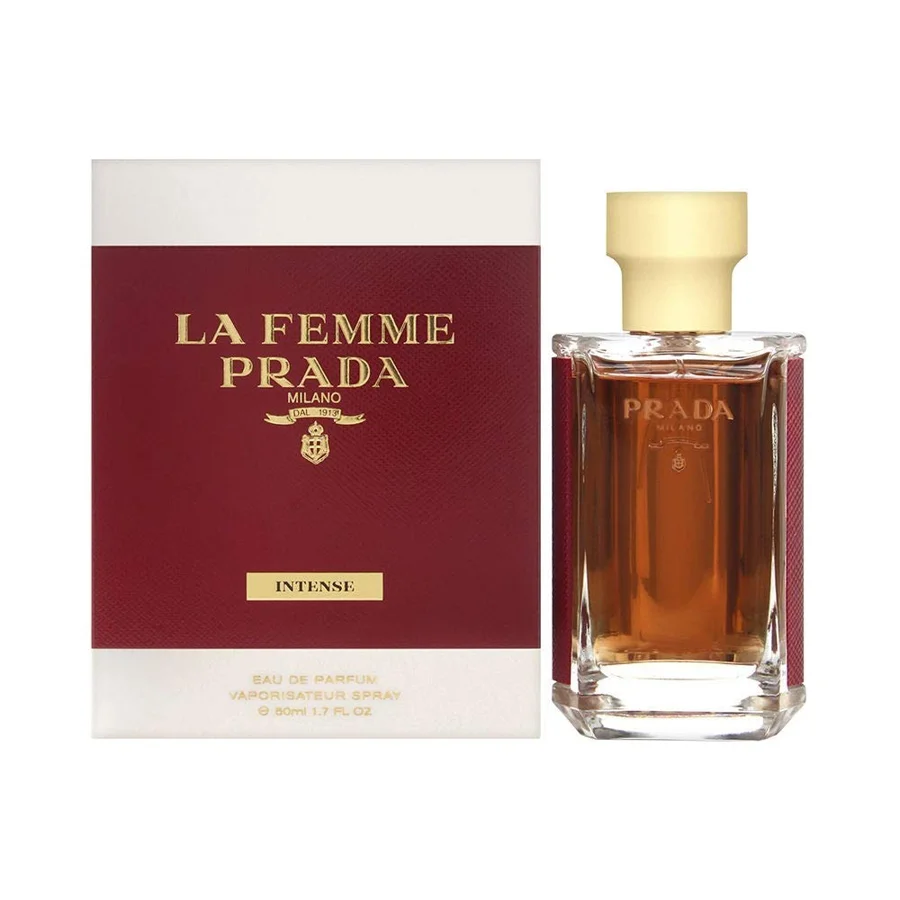 LA FEMME
PRADA
MILANO
DAL 1913
INTENSE
EAU DE PARFUM
VAPORISATEUR SPRAY
℮ 50ml 1.7 FL OZ
PRADA
MILANO